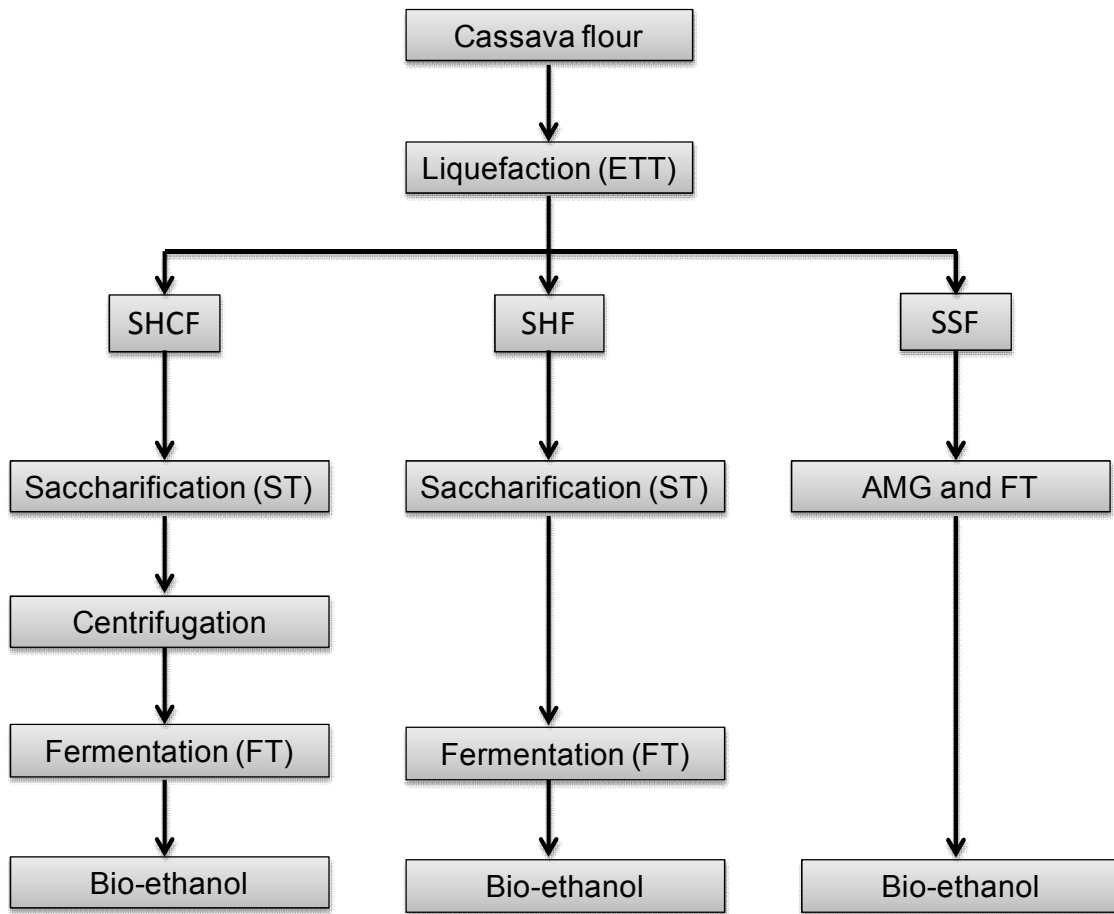 Cassava flour
Liquefaction (ETT)
SHCF
SHF
SSF
Saccharification (ST)
Saccharification (ST)
AMG and FT
Centrifugation
Fermentation (FT)
Fermentation (FT)
Bio-ethanol
Bio-ethanol
Bio-ethanol